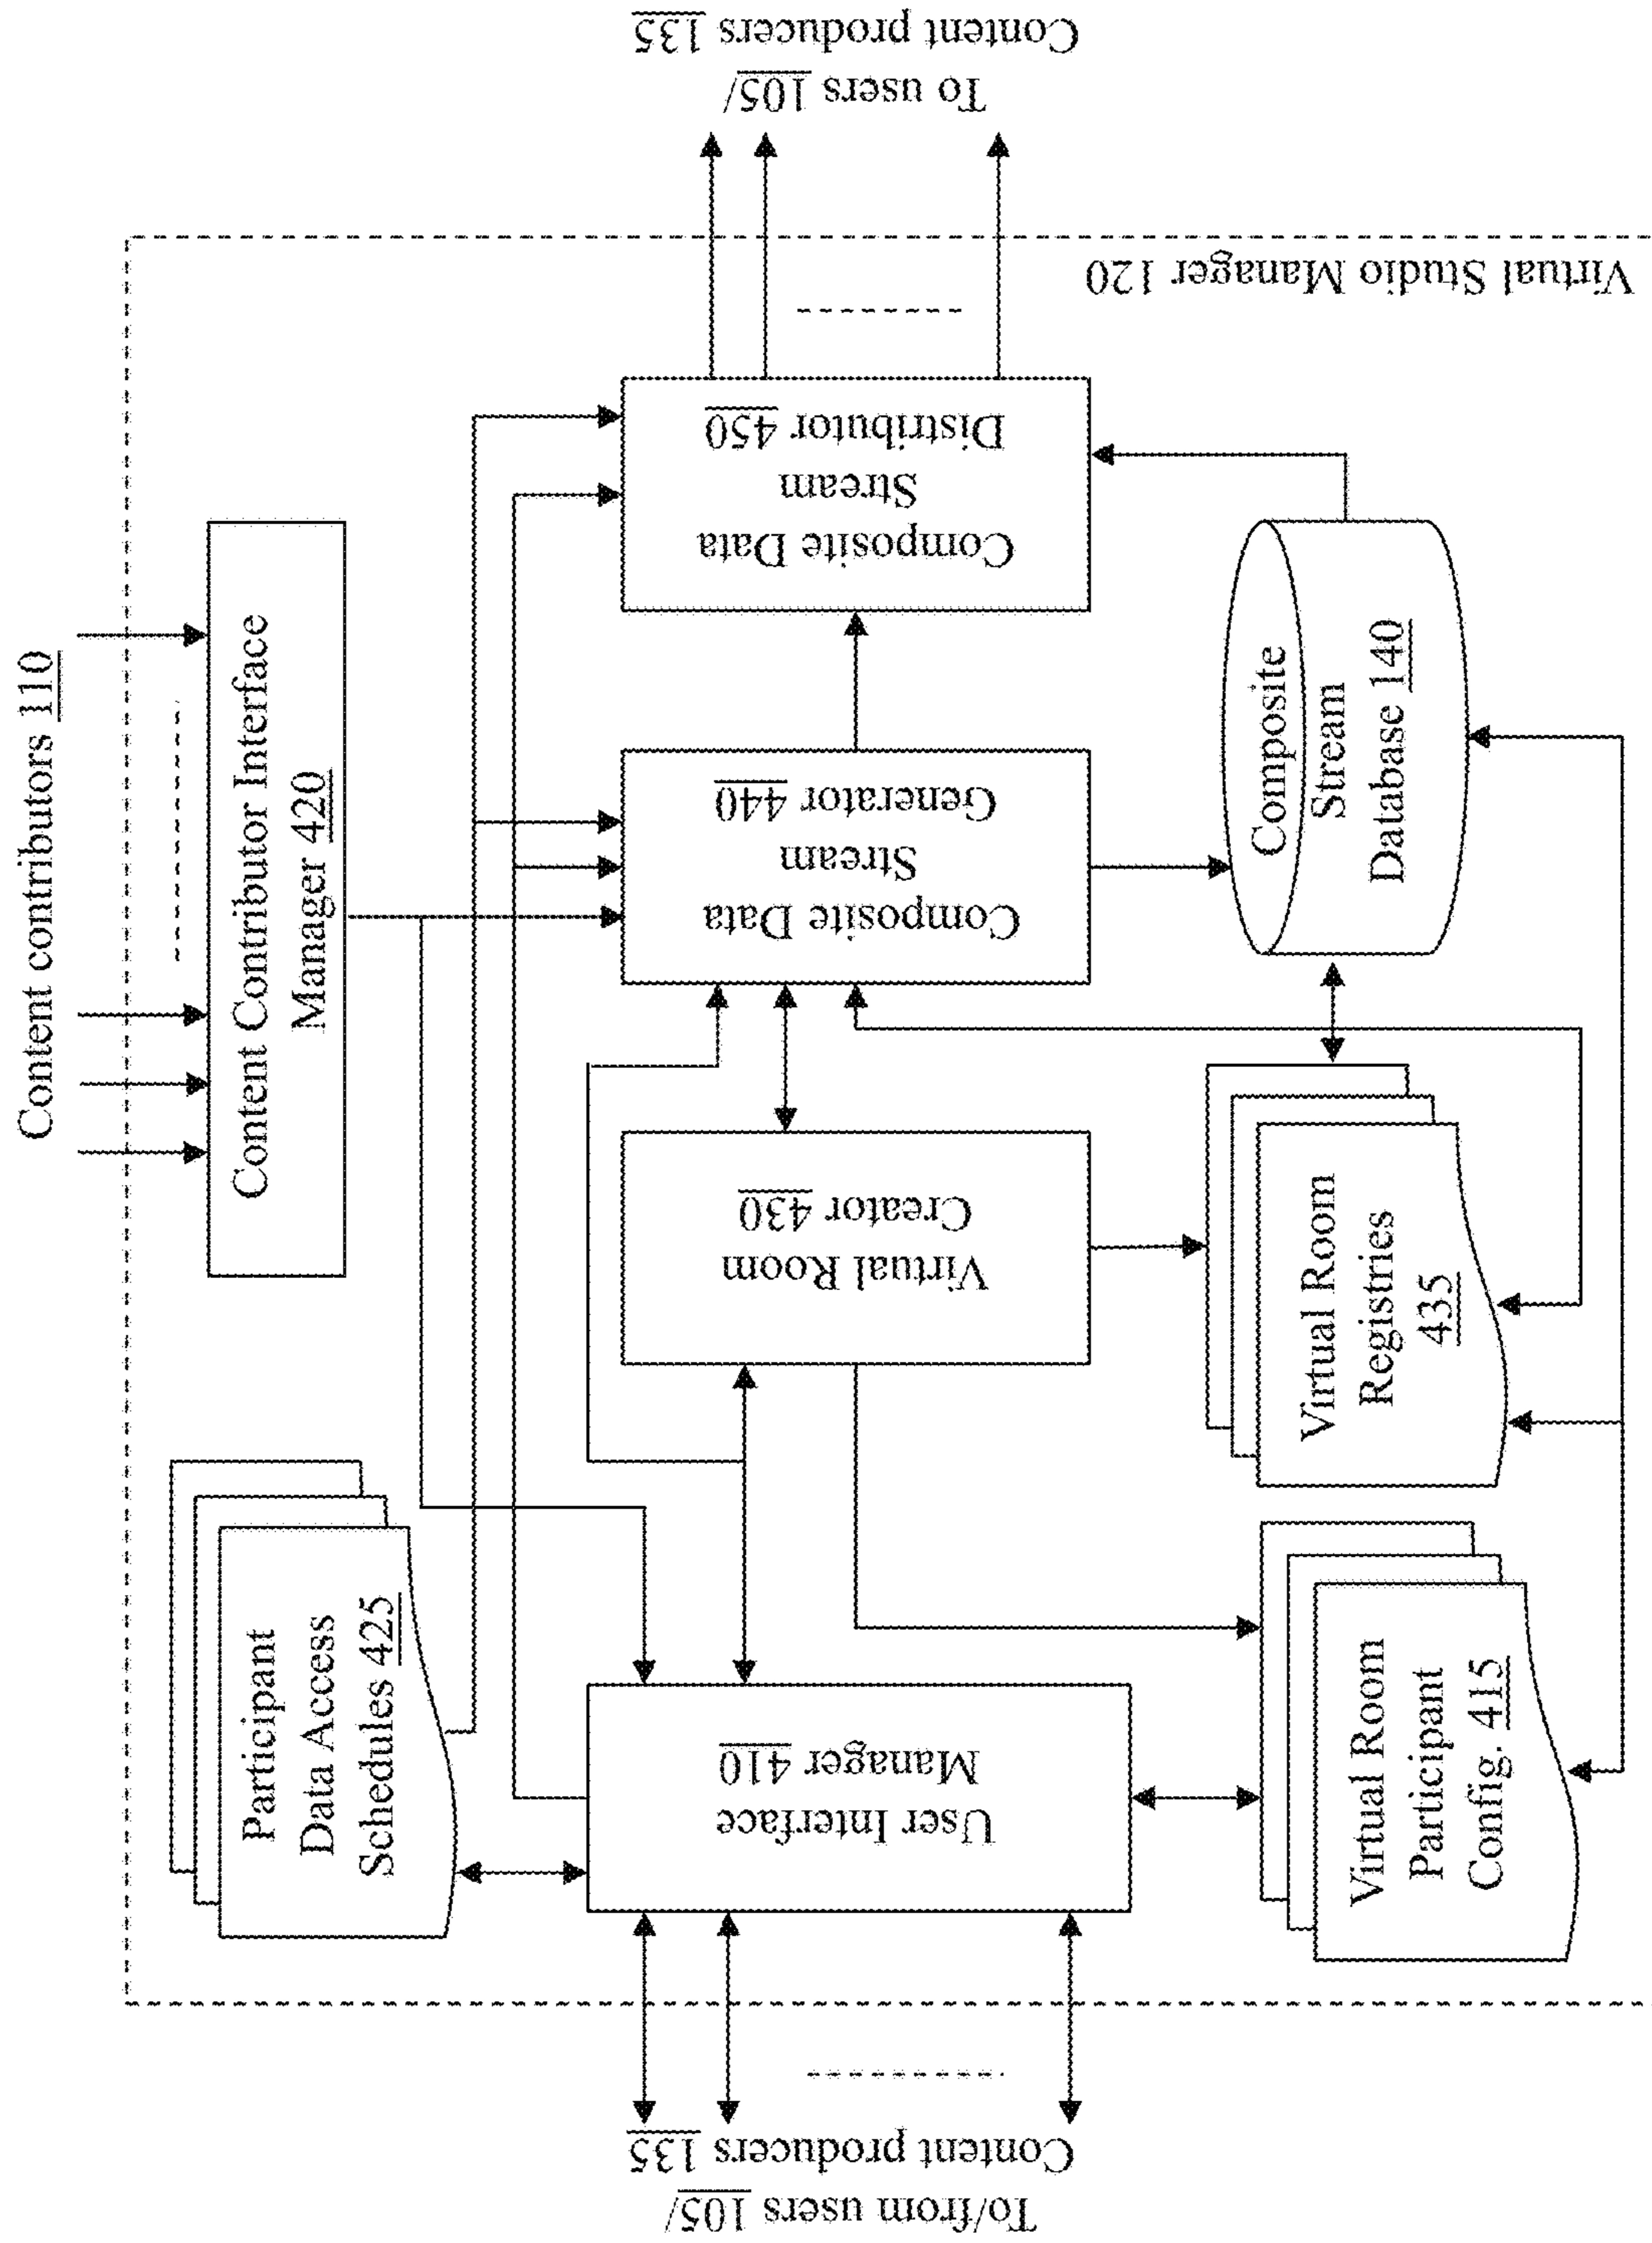 Content contributors 110
Content Contributor Interface
Manager 420
Participant
Data Access
Schedules 425
To/from users 105/
Content producers 135
User Interface
Manager 410
Virtual Room
Creator 430
Composite Data
Stream
Generator 440
Composite Data
Stream
Distributor 450
To users 105/
Content producers 135
Virtual Room
Participant
Config. 415
Virtual Room
Registries
435
Composite
Stream
Database 140
Virtual Studio Manager 120